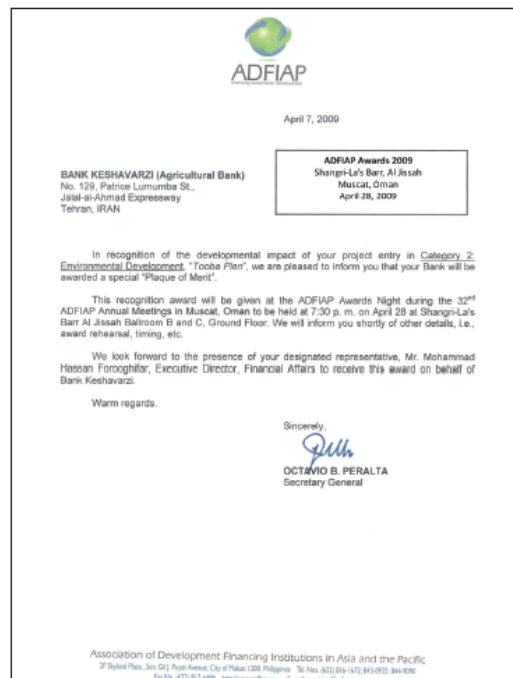 ADFIAP
April 7, 2009
ADFIAP Awards 2009
Shangri-La's Barr, Al Jissah
Muscat, Oman
April 28, 2009
BANK KESHAVARZI (Agricultural Bank)
No. 129, Patrice Lumumba St.,
Jalal-al-Ahmad Expressway
Tehran, IRAN
In recognition of the developmental impact of your project entry in Category 2:
Environmental Development, "Tooba Plan", we are pleased to inform you that your Bank will be
awarded a special "Plaque of Merit".
This recognition award will be given at the ADFIAP Awards Night during the 32nd
ADFIAP Annual Meetings in Muscat, Oman to be held at 7:30 p. m. on April 28 at Shangri-La's
Barr Al Jissah Ballroom B and C, Ground Floor. We will inform you shortly of other details, i.e.,
award rehearsal, timing, etc.
We look forward to the presence of your designated representative, Mr. Mohammad
Hassan Forooghifar, Executive Director, Financial Affairs to receive this award on behalf of
Bank Keshavarzi.
Warm regards.
Sincerely,
OCTAVIO B. PERALTA
Secretary General
Association of Development Financing Institutions in Asia and the Pacific